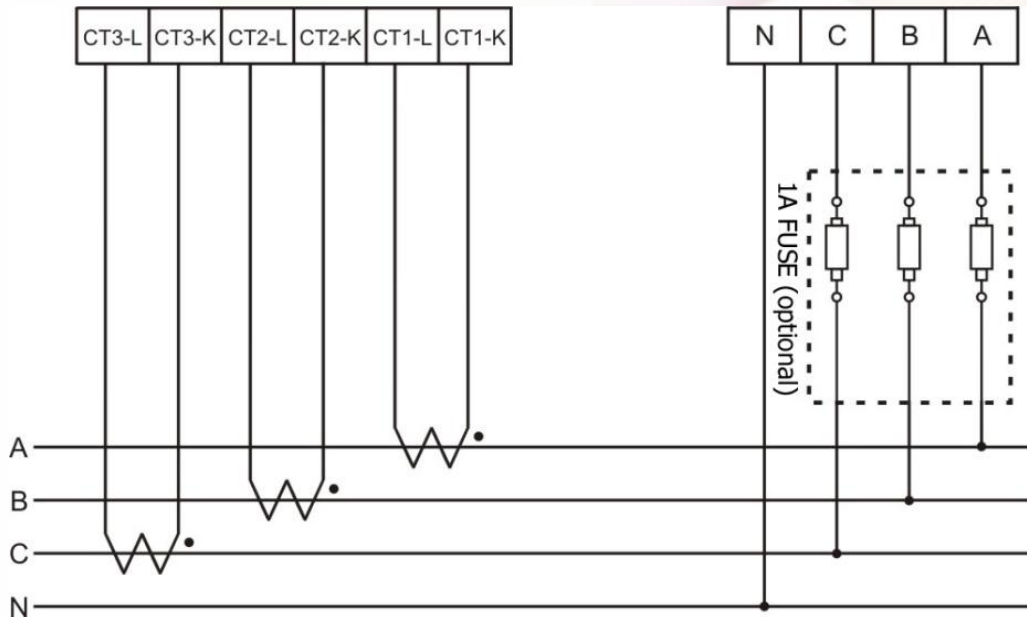 CT3-L CT3-K CT2-L CT2-K CT1-L CT1-K
N C B A
1A FUSE (optional)
A
B
C
N